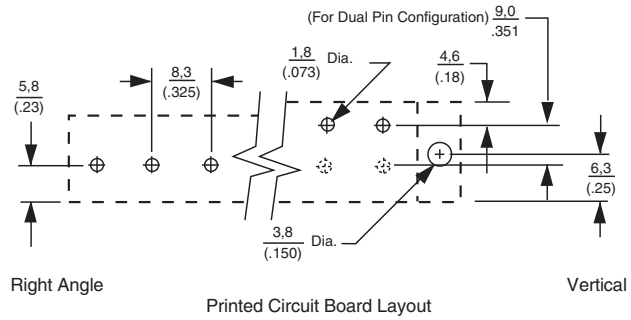 (For Dual Pin Configuration) 9,0
.351
1,8 Dia.
(.073)
4,6
(.18)
5,8
(.23)
8,3
(.325)
6,3
(.25)
3,8 Dia.
(.150)
Right Angle
Vertical
Printed Circuit Board Layout